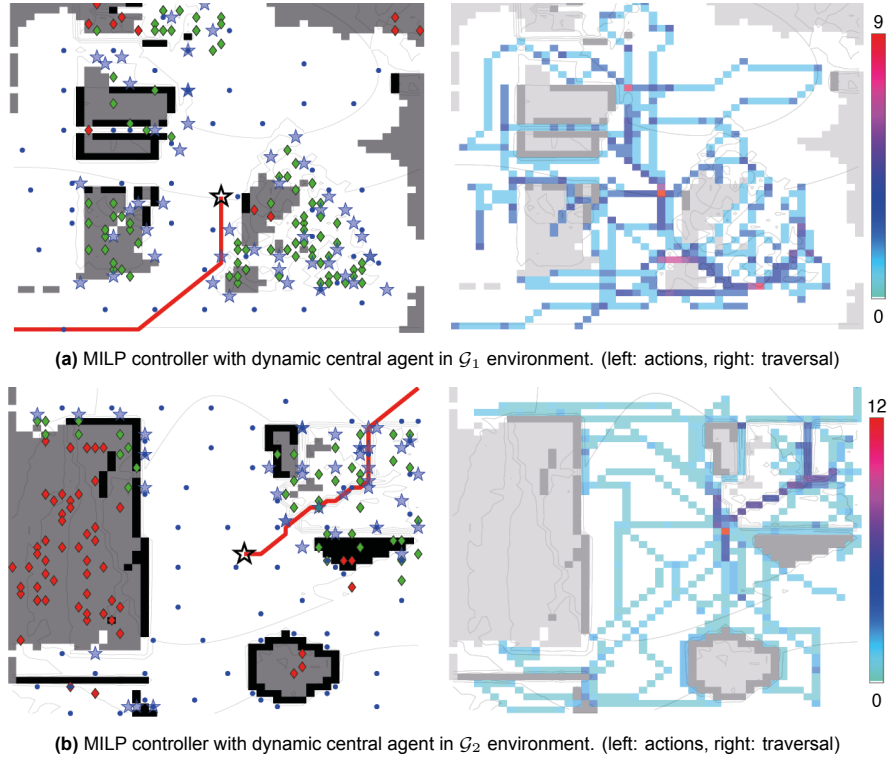 9
0
(a) MILP controller with dynamic central agent in 𝒢₁ environment. (left: actions, right: traversal)
12
0
(b) MILP controller with dynamic central agent in 𝒢₂ environment. (left: actions, right: traversal)